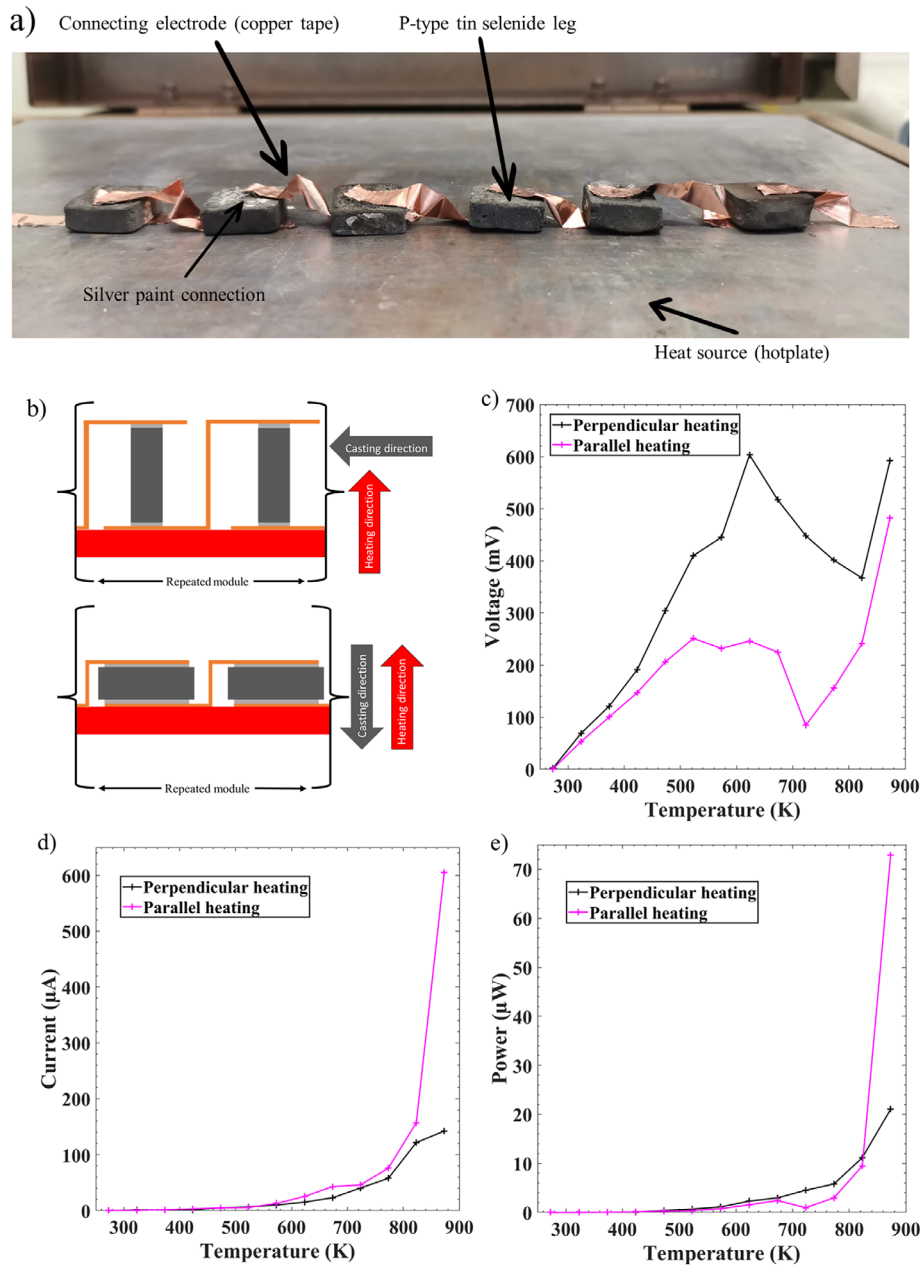 a)
Connecting electrode (copper tape)
P-type tin selenide leg
Silver paint connection
Heat source (hotplate)
b)
Casting direction
Heating direction
Repeated module
Casting direction
Heating direction
Repeated module
c)
700
600
500
400
300
200
100
0
Voltage (mV)
Perpendicular heating
Parallel heating
300 400 500 600 700 800 900
Temperature (K)
d)
600
500
400
300
200
100
0
Current (μA)
Perpendicular heating
Parallel heating
300 400 500 600 700 800 900
Temperature (K)
e)
70
60
50
40
30
20
10
0
Power (μW)
Perpendicular heating
Parallel heating
300 400 500 600 700 800 900
Temperature (K)